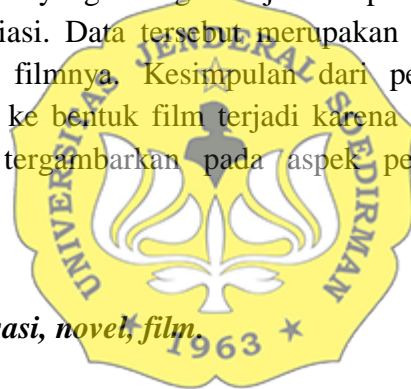 iasi. Data tersebut merupakan
filmnya. Kesimpulan dari pe
ke bentuk film terjadi karena
tergambarkan pada aspek pe
asi, novel, film.
UNIVERSITAS JENDERAL SOEDIRMAN
1963